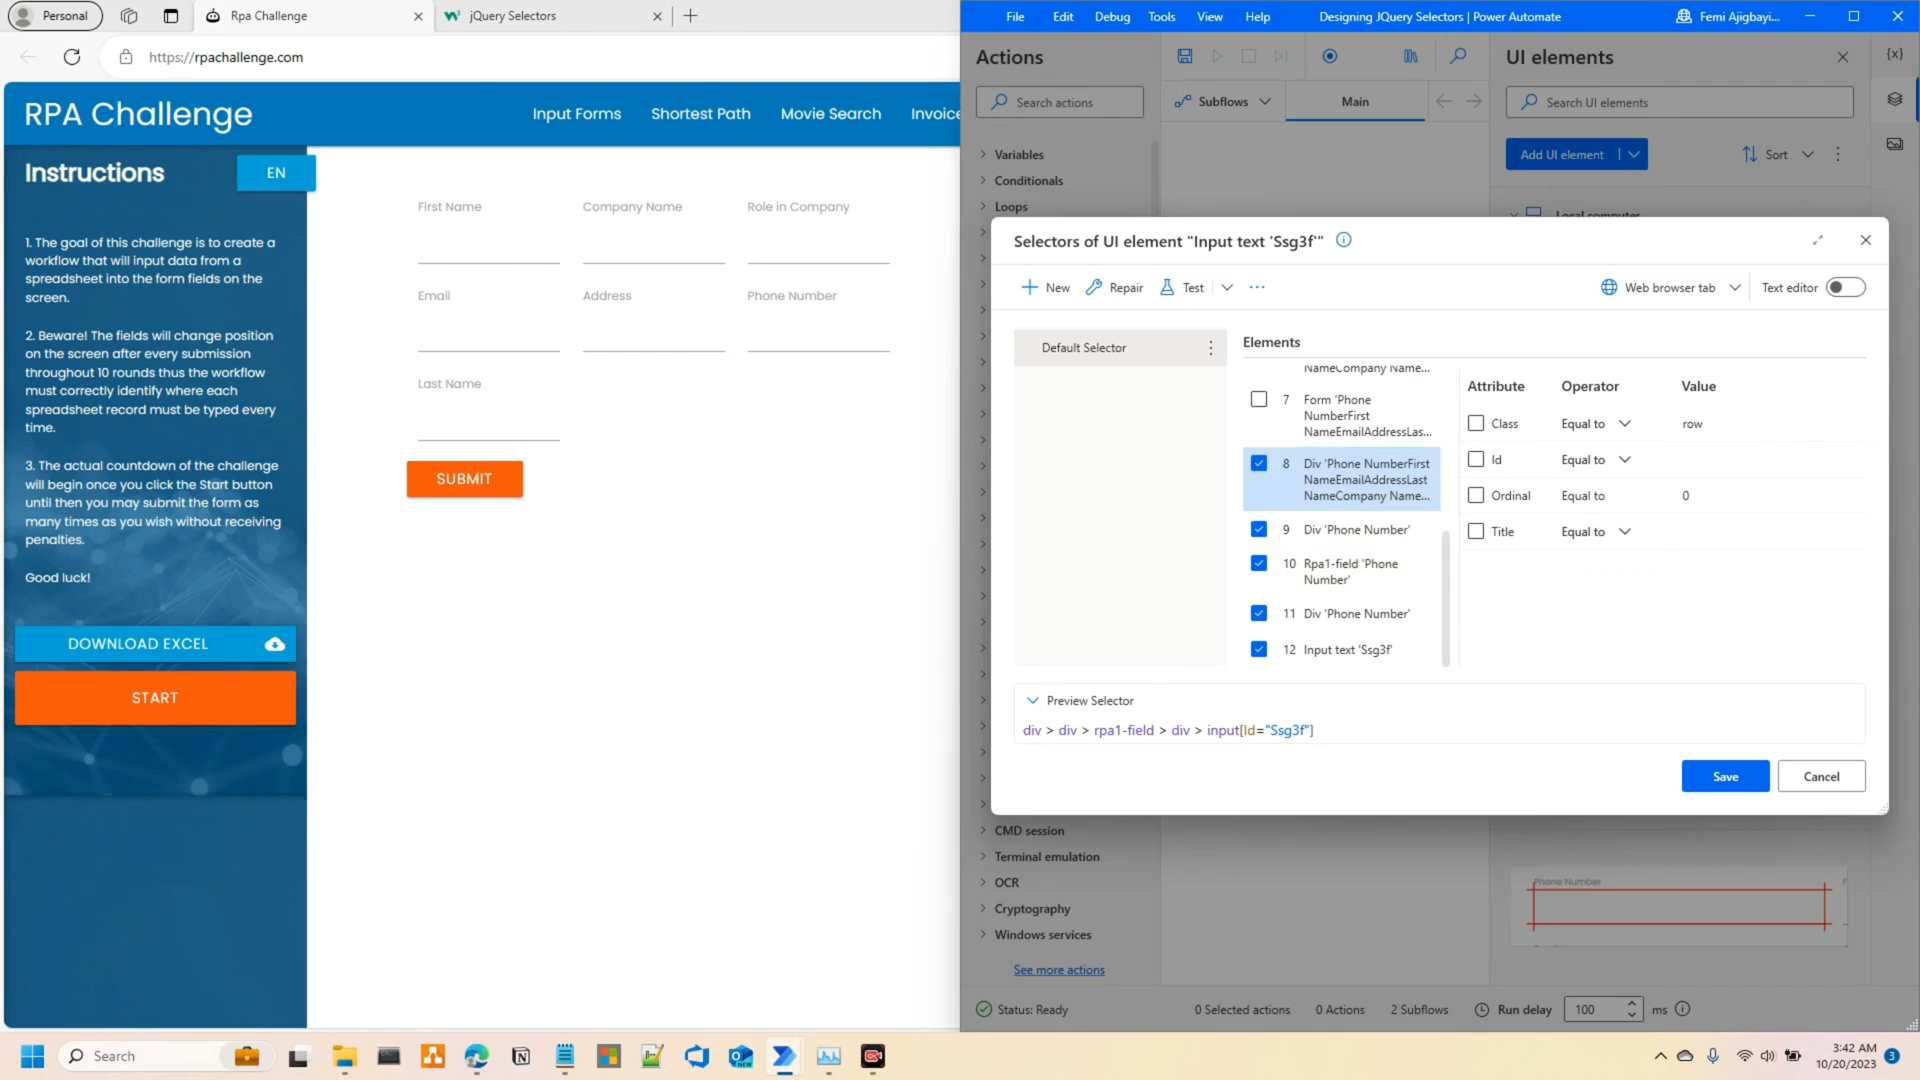 Personal
Rpa Challenge
jQuery Selectors
https://rpachallenge.com
RPA Challenge
Input Forms
Shortest Path
Movie Search
Invoice
Instructions
EN
1. The goal of this challenge is to create a
workflow that will input data from a
spreadsheet into the form fields on the
screen.
2. Beware! The fields will change position
on the screen after every submission
throughout 10 rounds thus the workflow
must correctly identify where each
spreadsheet record must be typed every
time.
3. The actual countdown of the challenge
will begin once you click the Start button
until then you may submit the form as
many times as you wish without receiving
penalties.
Good luck!
DOWNLOAD EXCEL
START
First Name
Company Name
Role in Company
Email
Address
Phone Number
Last Name
SUBMIT
File
Edit
Debug
Tools
View
Help
Designing JQuery Selectors | Power Automate
Femi Ajigbayi...
Actions
Search actions
Variables
Conditionals
Loops
Subflows
Main
UI elements
{x}
Search UI elements
Add UI element
Sort
Local computer
Selectors of UI element "Input text 'Ssg3f'"
New
Repair
Test
Web browser tab
Text editor
Default Selector
Elements
NameCompany Name...
7 Form 'Phone
NumberFirst
NameEmailAddressLas...
8 Div 'Phone NumberFirst
NameEmailAddressLast
NameCompany Name...
9 Div 'Phone Number'
10 Rpa1-field 'Phone
Number'
11 Div 'Phone Number'
12 Input text 'Ssg3f'
Attribute Operator Value
Class Equal to row
Id Equal to
Ordinal Equal to 0
Title Equal to
Preview Selector
div > div > rpa1-field > div > input[Id="Ssg3f"]
Save
Cancel
CMD session
Terminal emulation
OCR
Cryptography
Windows services
See more actions
Phone Number
F
Status: Ready
0 Selected actions
0 Actions
2 Subflows
Run delay
100
ms
Search
3:42 AM
10/20/2023
3